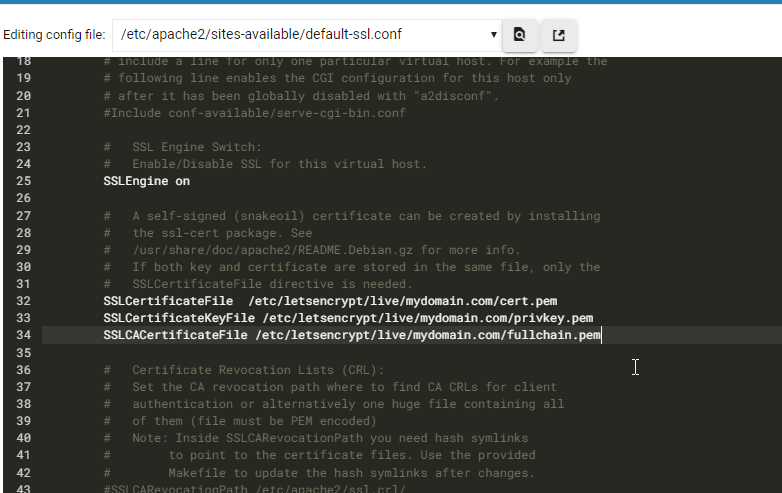 Editing config file: /etc/apache2/sites-available/default-ssl.conf
18 # include a line for only one particular virtual host. For example the
19 # following line enables the CGI configuration for this host only
20 # after it has been globally disabled with "a2disconf".
21 #Include conf-available/serve-cgi-bin.conf
22
23 #   SSL Engine Switch:
24 #   Enable/Disable SSL for this virtual host.
25 SSLEngine on
26
27 #   A self-signed (snakeoil) certificate can be created by installing
28 #   the ssl-cert package. See
29 #   /usr/share/doc/apache2/README.Debian.gz for more info.
30 #   If both key and certificate are stored in the same file, only the
31 #   SSLCertificateFile directive is needed.
32 SSLCertificateFile  /etc/letsencrypt/live/mydomain.com/cert.pem
33 SSLCertificateKeyFile /etc/letsencrypt/live/mydomain.com/privkey.pem
34 SSLCACertificateFile /etc/letsencrypt/live/mydomain.com/fullchain.pem
35
36 #   Certificate Revocation Lists (CRL):
37 #   Set the CA revocation path where to find CA CRLs for client
38 #   authentication or alternatively one huge file containing all
39 #   of them (file must be PEM encoded)
40 #   Note: Inside SSLCARevocationPath you need hash symlinks
41 #        to point to the certificate files. Use the provided
42 #        Makefile to update the hash symlinks after changes.
43 #SSLCARevocationPath /etc/apache2/ssl.crl/